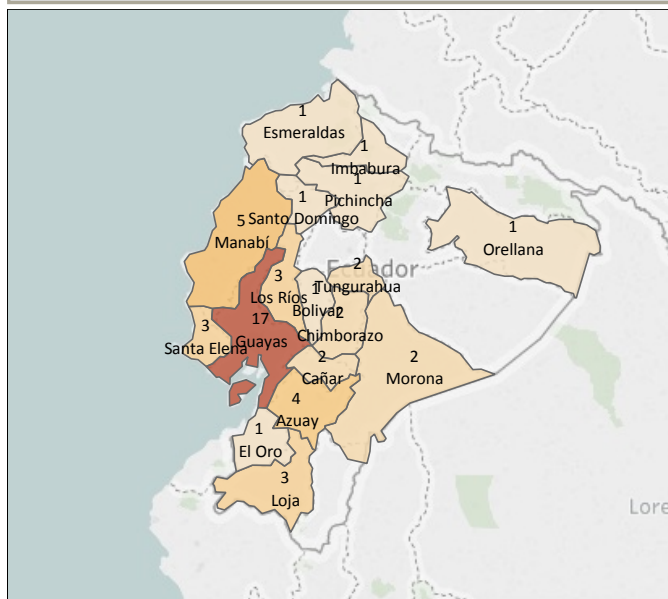 1
Esmeraldas
1
Imbabura
1
Pichincha
1
Santo Domingo
5
Manabí
1
Orellana
Ecuador
2
Tungurahua
3
Los Ríos
1
Bolivar
2
Chimborazo
17
Guayas
3
Santa Elena
2
Cañar
2
Morona
4
Azuay
1
El Oro
3
Loja
Lore